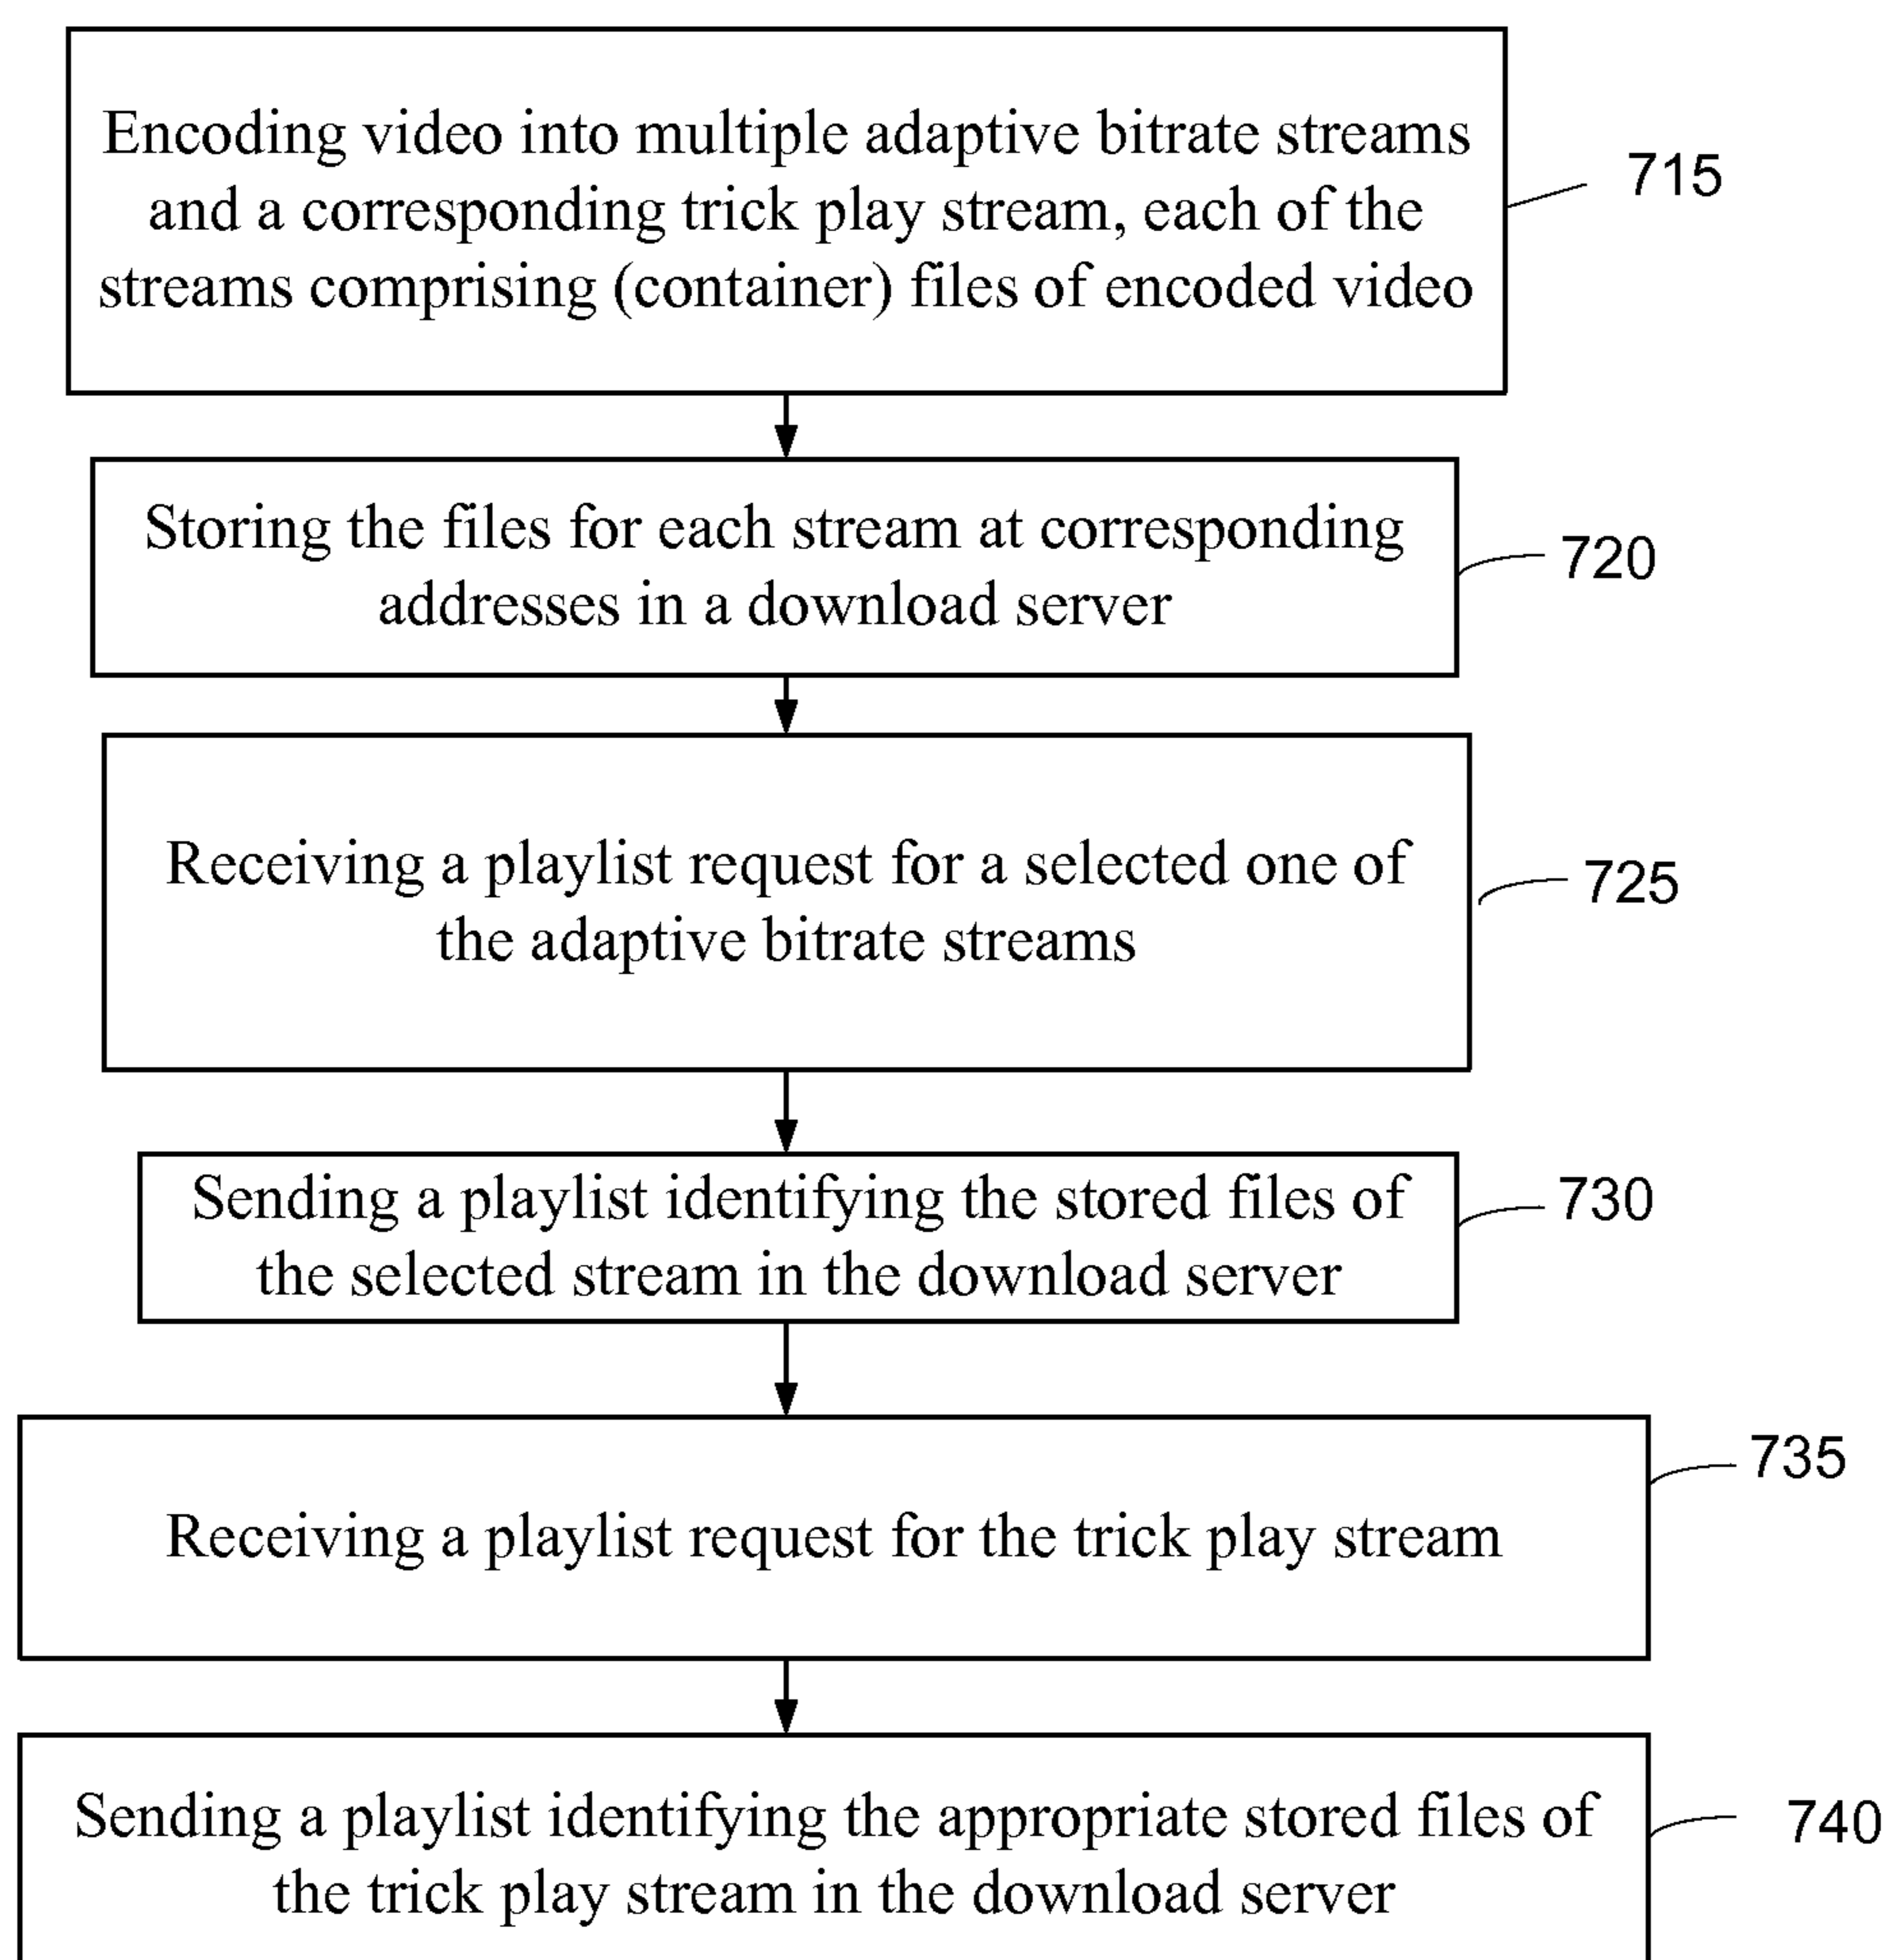 Encoding video into multiple adaptive bitrate streams
and a corresponding trick play stream, each of the
streams comprising (container) files of encoded video
715
Storing the files for each stream at corresponding
addresses in a download server
720
Receiving a playlist request for a selected one of
the adaptive bitrate streams
725
Sending a playlist identifying the stored files of
the selected stream in the download server
730
Receiving a playlist request for the trick play stream
735
Sending a playlist identifying the appropriate stored files of
the trick play stream in the download server
740